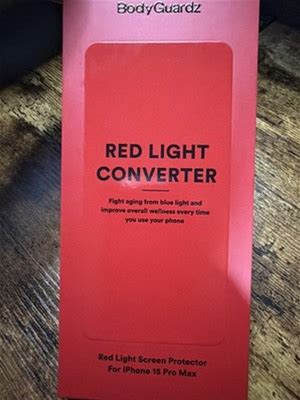 BodyGuardz
RED LIGHT
CONVERTER
Fight aging from blue light and
improve overall wellness every time
you use your phone
Red Light Screen Protector
For iPhone 15 Pro Max